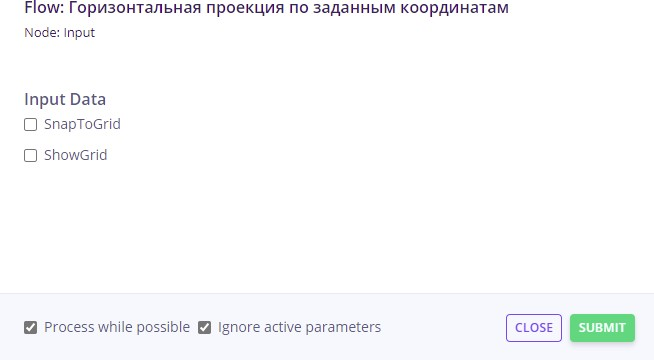 Flow: Горизонтальная проекция по заданным координатам
Node: Input
Input Data
SnapToGrid
ShowGrid
Process while possible Ignore active parameters CLOSE SUBMIT